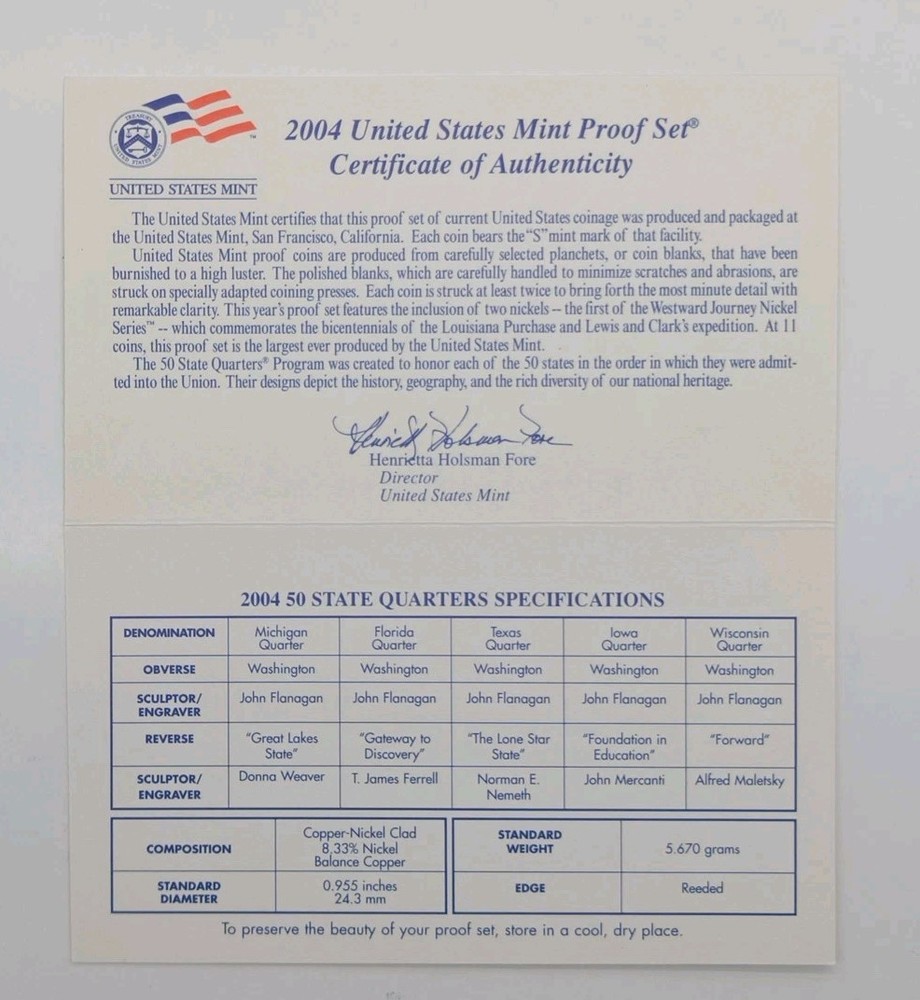 TREASURY
UNITED STATES MINT
UNITED STATES MINT
2004 United States Mint Proof Set®
Certificate of Authenticity
The United States Mint certifies that this proof set of current United States coinage was produced and packaged at
the United States Mint, San Francisco, California. Each coin bears the "S" mint mark of that facility.
United States Mint proof coins are produced from carefully selected planchets, or coin blanks, that have been
burnished to a high luster. The polished blanks, which are carefully handled to minimize scratches and abrasions, are
struck on specially adapted coining presses. Each coin is struck at least twice to bring forth the most minute detail with
remarkable clarity. This year's proof set features the inclusion of two nickels -- the first of the Westward Journey Nickel
Series™ -- which commemorates the bicentennials of the Louisiana Purchase and Lewis and Clark's expedition. At 11
coins, this proof set is the largest ever produced by the United States Mint.
The 50 State Quarters® Program was created to honor each of the 50 states in the order in which they were admit-
ted into the Union. Their designs depict the history, geography, and the rich diversity of our national heritage.
Henrietta Holsman Fore
Henrietta Holsman Fore
Director
United States Mint
2004 50 STATE QUARTERS SPECIFICATIONS
DENOMINATION Michigan Quarter Florida Quarter Texas Quarter Iowa Quarter Wisconsin Quarter
OBVERSE Washington Washington Washington Washington Washington
SCULPTOR/ ENGRAVER John Flanagan John Flanagan John Flanagan John Flanagan John Flanagan
REVERSE "Great Lakes State" "Gateway to Discovery" "The Lone Star State" "Foundation in Education" "Forward"
SCULPTOR/ ENGRAVER Donna Weaver T. James Ferrell Norman E. Nemeth John Mercanti Alfred Maletsky
COMPOSITION Copper-Nickel Clad 8.33% Nickel Balance Copper
STANDARD DIAMETER 0.955 inches 24.3 mm
STANDARD WEIGHT 5.670 grams
EDGE Reeded
To preserve the beauty of your proof set, store in a cool, dry place.